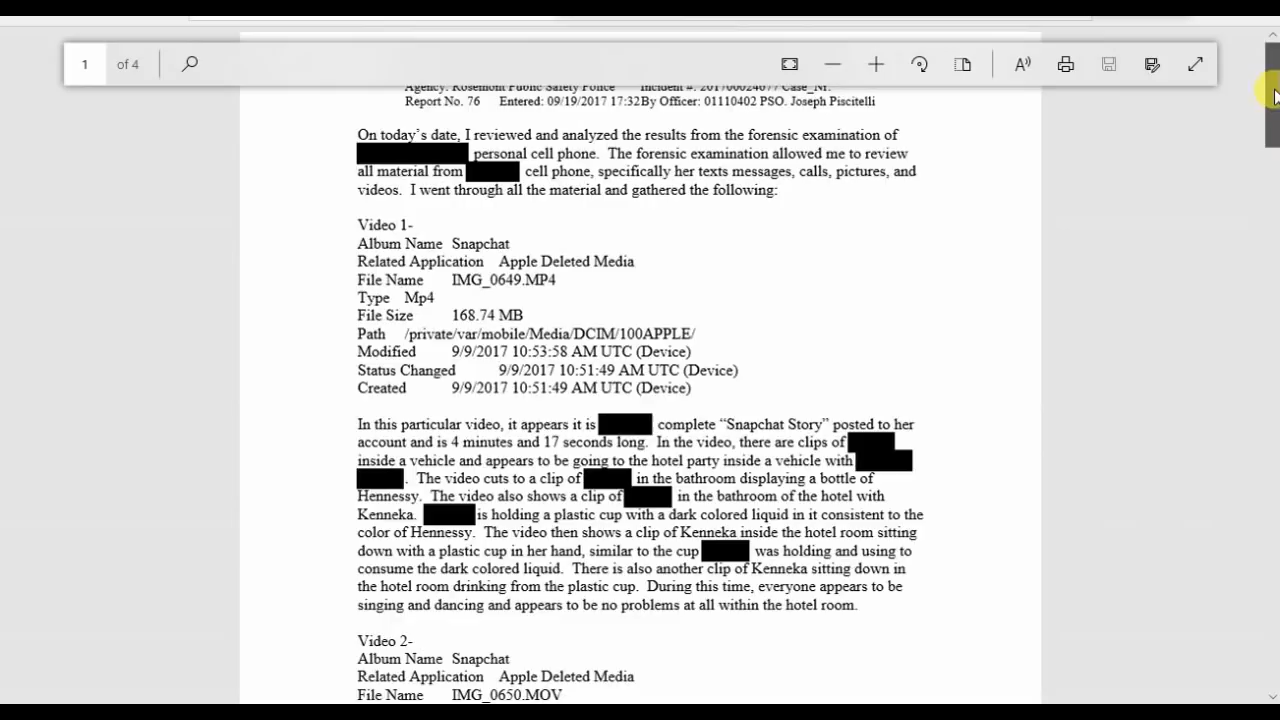 1 of 4
Agency: Rosemont Public Safety Police Incident #: 201700024677 Case_Nr:
Report No. 76 Entered: 09/19/2017 17:32By Officer: 01110402 PSO. Joseph Piscitelli
On today's date, I reviewed and analyzed the results from the forensic examination of
personal cell phone. The forensic examination allowed me to review
all material from cell phone, specifically her texts messages, calls, pictures, and
videos. I went through all the material and gathered the following:
Video 1-
Album Name Snapchat
Related Application Apple Deleted Media
File Name IMG_0649.MP4
Type Mp4
File Size 168.74 MB
Path /private/var/mobile/Media/DCIM/100APPLE/
Modified 9/9/2017 10:53:58 AM UTC (Device)
Status Changed 9/9/2017 10:51:49 AM UTC (Device)
Created 9/9/2017 10:51:49 AM UTC (Device)
In this particular video, it appears it is complete “Snapchat Story” posted to her
account and is 4 minutes and 17 seconds long. In the video, there are clips of
inside a vehicle and appears to be going to the hotel party inside a vehicle with
. The video cuts to a clip of in the bathroom displaying a bottle of
Hennessy. The video also shows a clip of in the bathroom of the hotel with
Kenneka. is holding a plastic cup with a dark colored liquid in it consistent to the
color of Hennessy. The video then shows a clip of Kenneka inside the hotel room sitting
down with a plastic cup in her hand, similar to the cup was holding and using to
consume the dark colored liquid. There is also another clip of Kenneka sitting down in
the hotel room drinking from the plastic cup. During this time, everyone appears to be
singing and dancing and appears to be no problems at all within the hotel room.
Video 2-
Album Name Snapchat
Related Application Apple Deleted Media
File Name IMG_0650.MOV